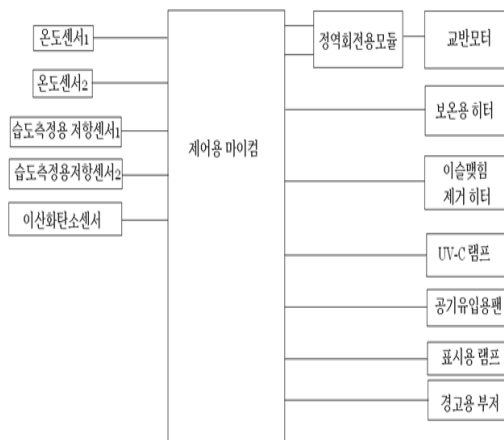 온도센서1
온도센서2
습도측정용 저항센서1
습도측정용저항센서2
이산화탄소센서
제어용 마이컴
정역회전용모듈
교반모터
보온용 히터
이슬맺힘
제거 히터
UV-C 램프
공기유입용팬
표시용 램프
경고용 부저